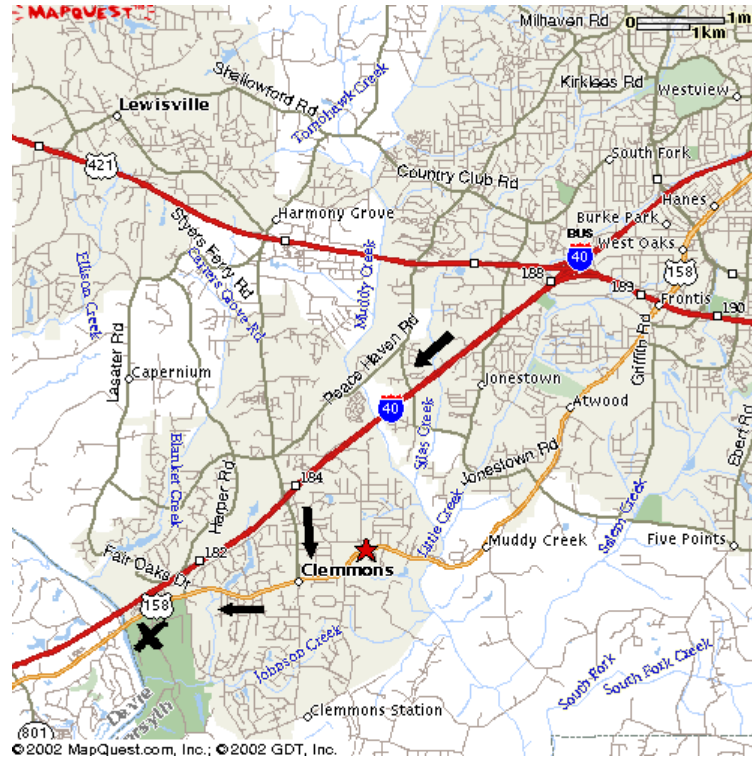 MAPQUEST
Milhaven Rd
0 1m
1km
Kirklees Rd
Westview
Shallowford Rd
Tomohawk Creek
Lewisville
421
Country Club Rd
South Fork
Hanes
Burke Park
BUS
West Oaks
40
158
Harmony Grove
Styers Ferry Rd
Ellison Creek
Carters Grove Rd
Muddy Creek
188
189
Frontis
190
Lasater Rd
Peace Haven Rd
Griffith Rd
Capernium
Jonestown
40
Atwood
Silas Creek
Ebert Rd
Blanket Creek
Harper Rd
Jonestown Rd
184
Little Creek
Salem Creek
Muddy Creek
Five Points
182
Fair Oaks Dr
Clemmons
158
Johnson Creek
South Fork
South Fork Creek
Davie
Forsyth
Clemmons Station
801
©2002 MapQuest.com, Inc.; ©2002 GDT, Inc.